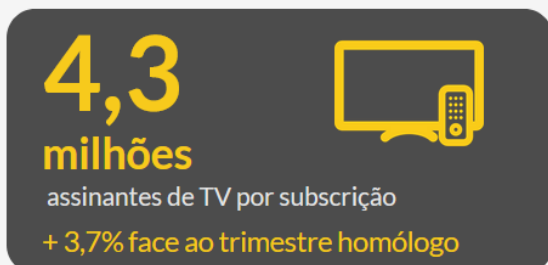 4,3
milhões
assinantes de TV por subscrição
+ 3,7% face ao trimestre homólogo